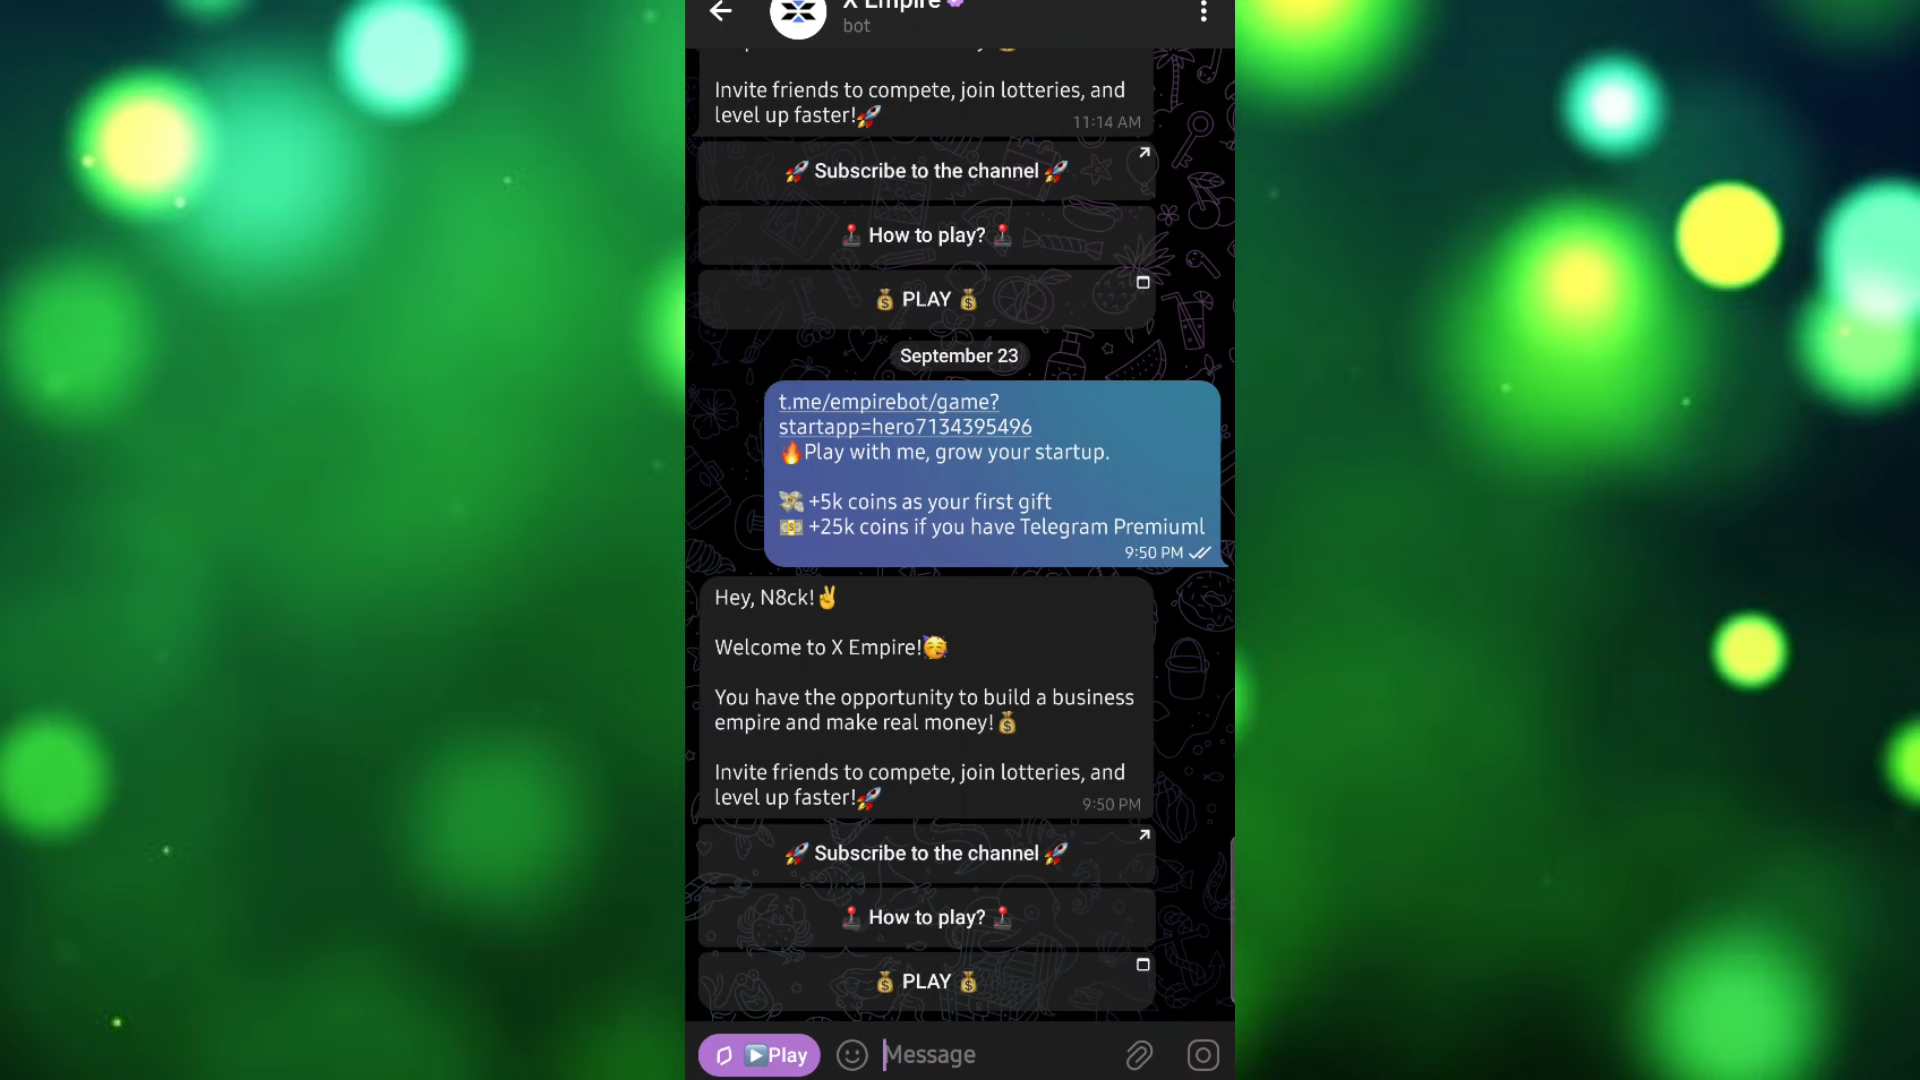 X Empire
bot
Invite friends to compete, join lotteries, and
level up faster!🚀
11:14 AM
🚀 Subscribe to the channel 🚀
🕹️ How to play? 🕹️
💰 PLAY 💰
September 23
t.me/empirebot/game?
startapp=hero7134395496
🔥Play with me, grow your startup.
💸 +5k coins as your first gift
💵 +25k coins if you have Telegram Premiuml
9:50 PM
Hey, N8ck!✌️
Welcome to X Empire!🥳
You have the opportunity to build a business
empire and make real money!💰
Invite friends to compete, join lotteries, and
level up faster!🚀
9:50 PM
🚀 Subscribe to the channel 🚀
🕹️ How to play? 🕹️
💰 PLAY 💰
▶️Play
Message